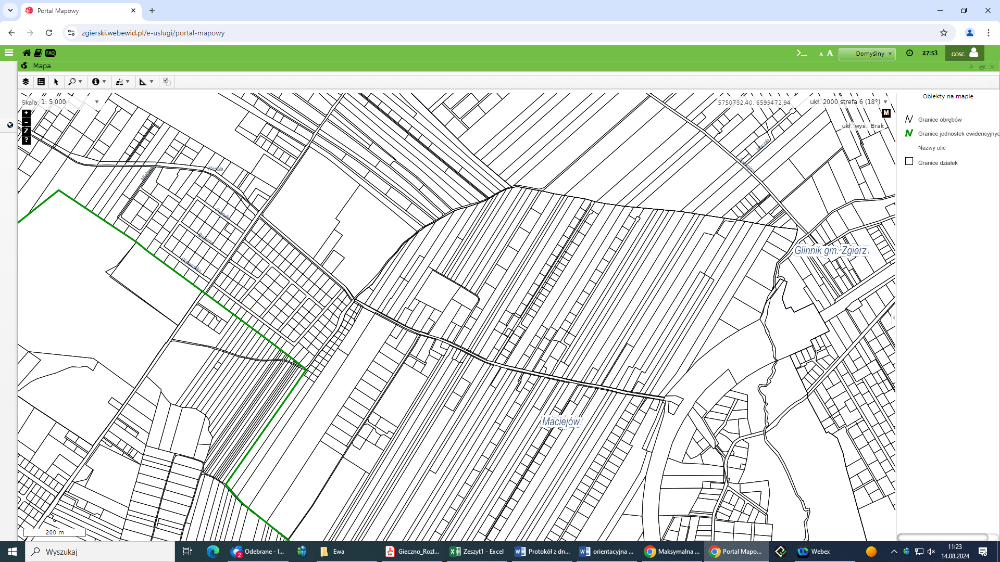 Portal Mapowy
zgierski.webewid.pl/e-uslugi/portal-mapowy
FAQ
A A
Domyślny
27:53
GOSC
Mapa
Skala 1: 5 000
5750732.40, 6599472.94
ukł. 2000 strefa 6 (18°)
M
ukł. wys.: Brak
+
−
Z
?
Obiekty na mapie
Granice obrębów
Granice jednostek ewidencyjnyc
Nazwy ulic
Granice działek
Wesoła
Wesoła
Glinnik gm. Zgierz
Maciejów
200 m
Wyszukaj
2
Odebrane - I...
Ewa
Gieczno_Rozl...
Zeszyt1 - Excel
Protokół z dn...
orientacyjna ...
Maksymalna ...
Portal Mapo...
Webex
11:23
14.08.2024